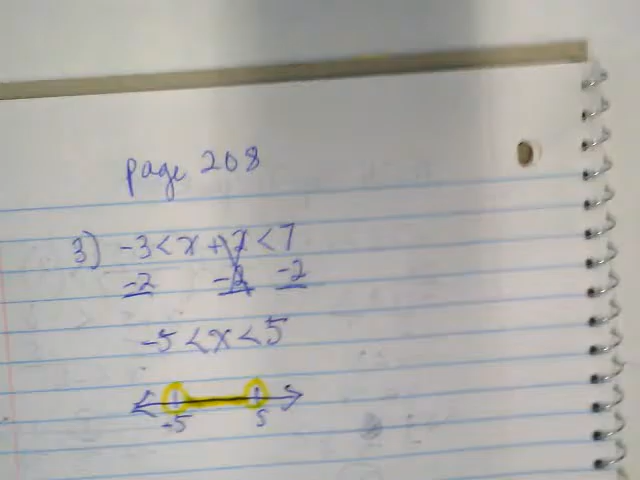 page 208
3) -3 < x + 2 < 7
-2 -2 -2
-5 < x < 5
-5 5